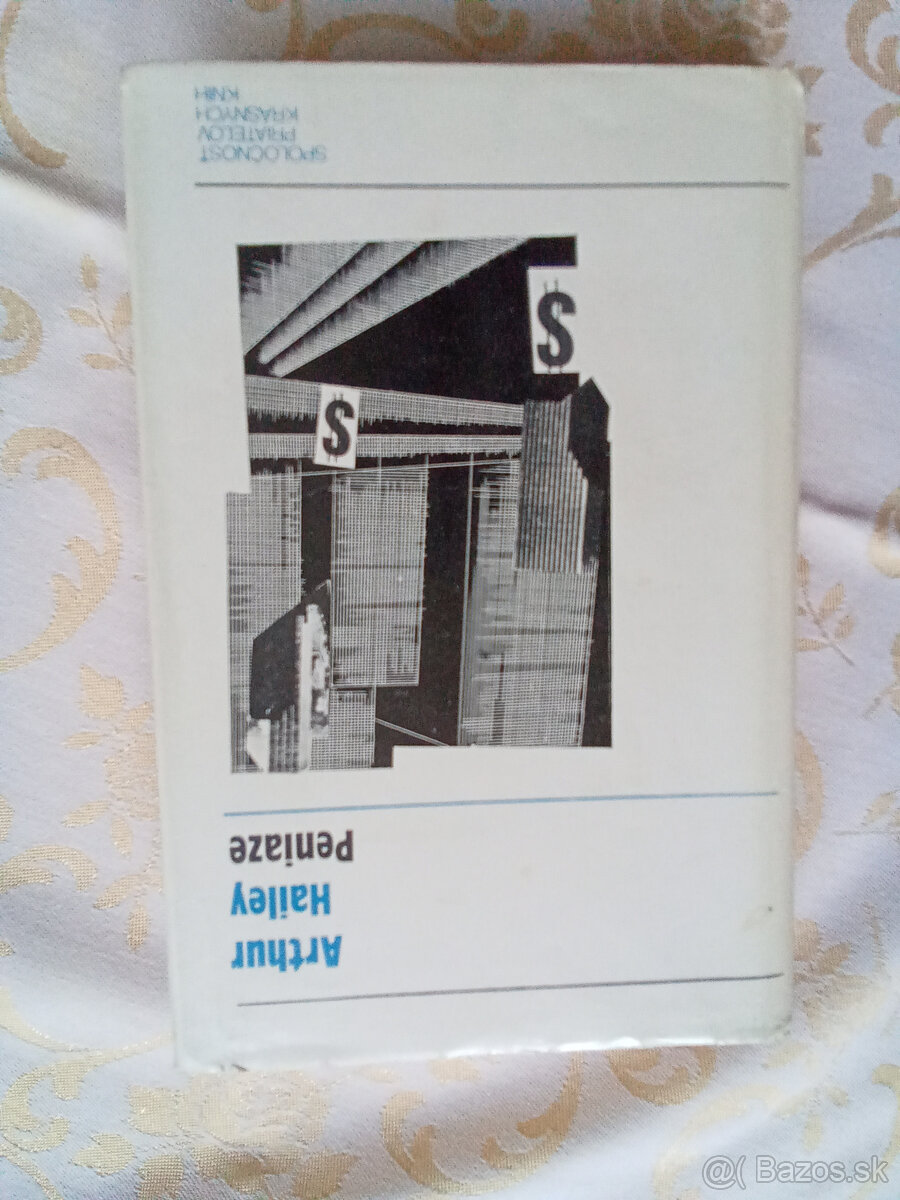 Arthur
Hailey
Peniaze
$
$
SPOLOČNOSŤ
PRIATEĽOV
KRÁSNYCH
KNÍH
@( Bazos.sk